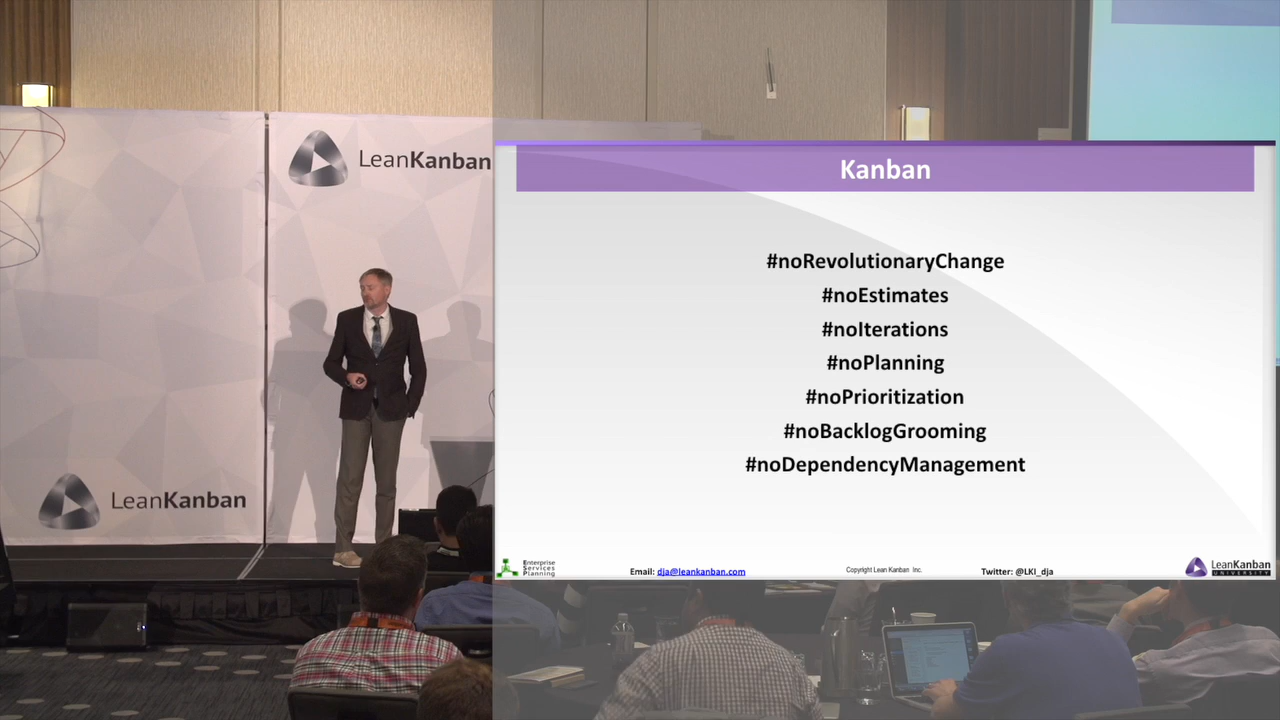 LeanKanban
LeanKanban
Kanban
#noRevolutionaryChange
#noEstimates
#noIterations
#noPlanning
#noPrioritization
#noBacklogGrooming
#noDependencyManagement
Enterprise
Services
Planning
Email: dja@leankanban.com
Copyright Lean Kanban Inc.
Twitter: @LKI_dja
LeanKanban
UNIVERSITY